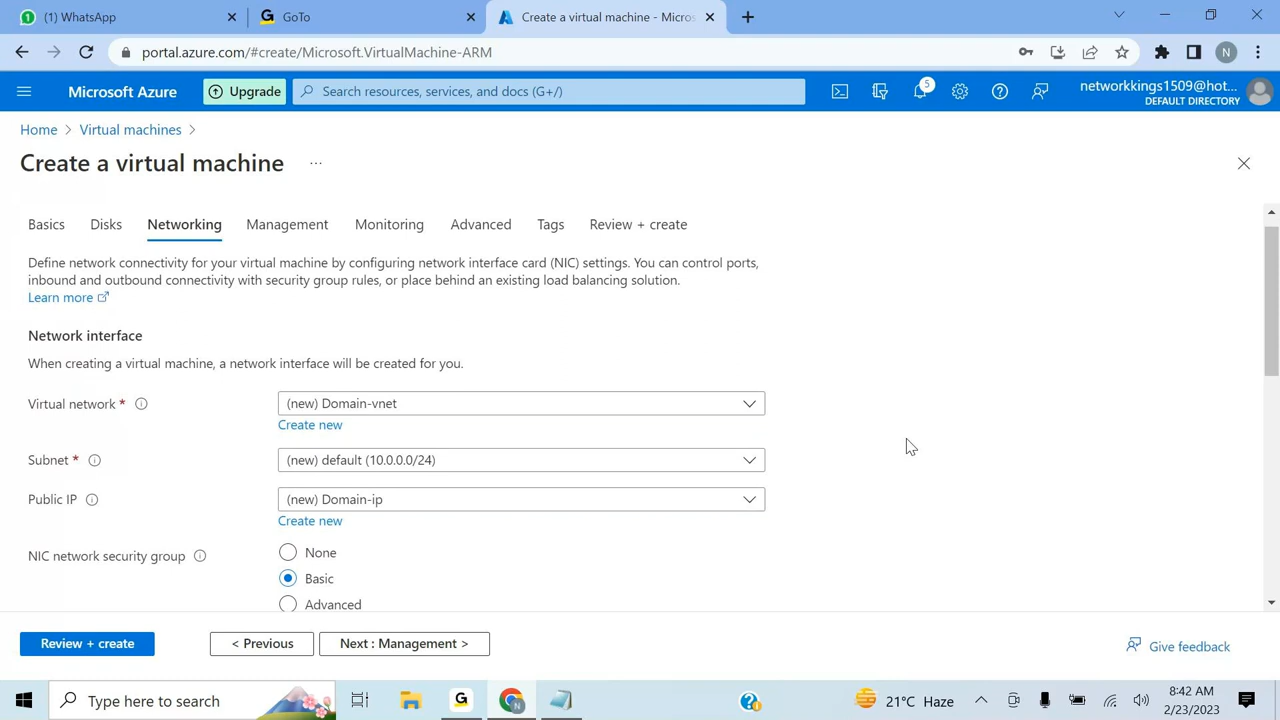 (1) WhatsApp
GoTo
Create a virtual machine - Micros
portal.azure.com/#create/Microsoft.VirtualMachine-ARM
N
Microsoft Azure
Upgrade
Search resources, services, and docs (G+/)
5
networkkings1509@hot...
DEFAULT DIRECTORY
Home > Virtual machines >
Create a virtual machine ...
Basics Disks Networking Management Monitoring Advanced Tags Review + create
Define network connectivity for your virtual machine by configuring network interface card (NIC) settings. You can control ports,
inbound and outbound connectivity with security group rules, or place behind an existing load balancing solution.
Learn more
Network interface
When creating a virtual machine, a network interface will be created for you.
Virtual network *
(new) Domain-vnet
Create new
Subnet *
(new) default (10.0.0.0/24)
Public IP
(new) Domain-ip
Create new
NIC network security group
None
Basic
Advanced
Review + create
< Previous
Next : Management >
Give feedback
Type here to search
21°C Haze
8:42 AM
2/23/2023